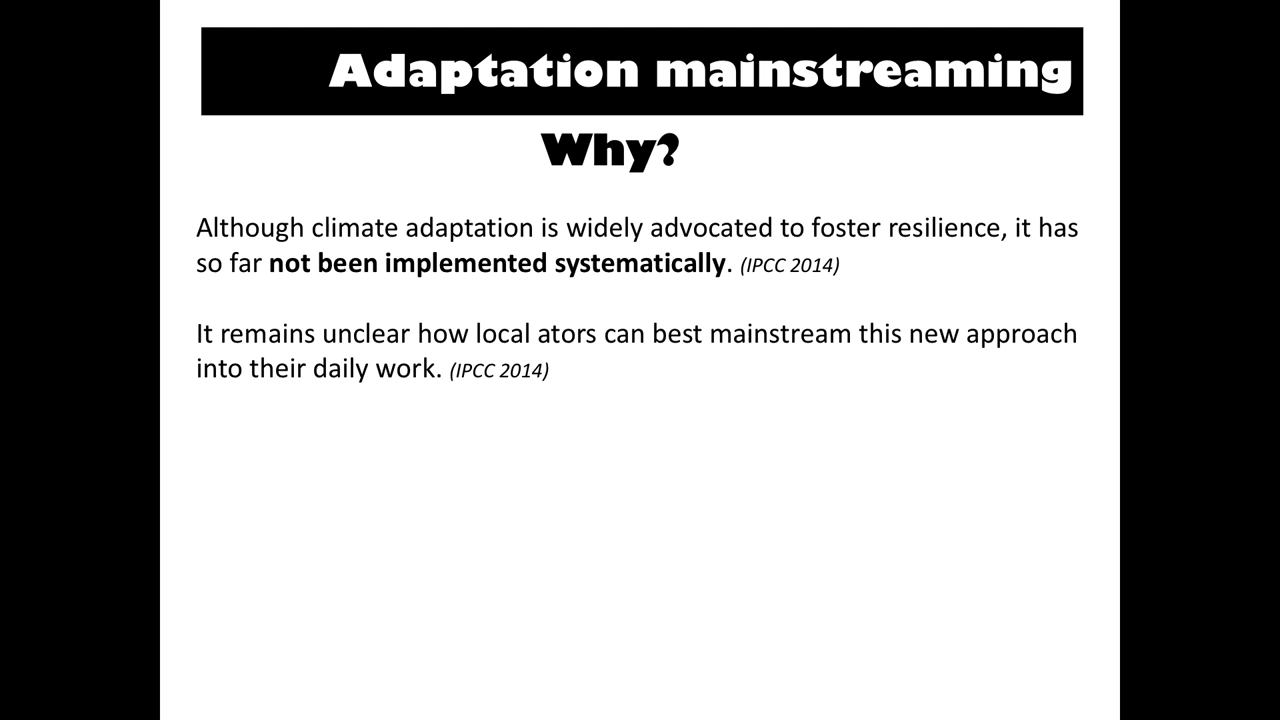 Adaptation mainstreaming
Why?
Although climate adaptation is widely advocated to foster resilience, it has
so far not been implemented systematically. (IPCC 2014)
It remains unclear how local ators can best mainstream this new approach
into their daily work. (IPCC 2014)